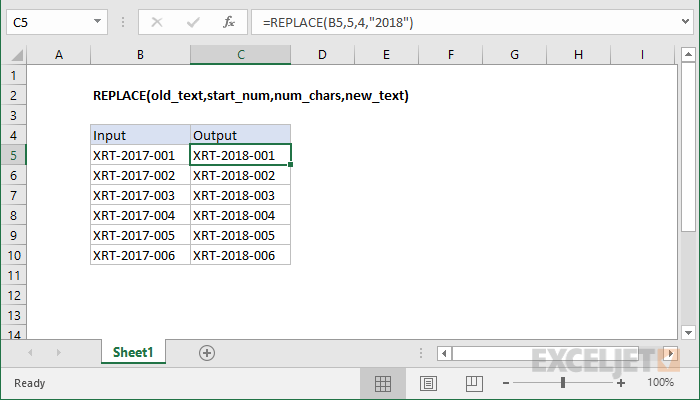 C5 fx =REPLACE(B5,5,4,"2018")
A B C D E F G H I
1
2 REPLACE(old_text,start_num,num_chars,new_text)
3
4 Input Output
5 XRT-2017-001 XRT-2018-001
6 XRT-2017-002 XRT-2018-002
7 XRT-2017-003 XRT-2018-003
8 XRT-2017-004 XRT-2018-004
9 XRT-2017-005 XRT-2018-005
10 XRT-2017-006 XRT-2018-006
11
12
13
14
Sheet1
EXCELJET
Ready 100%